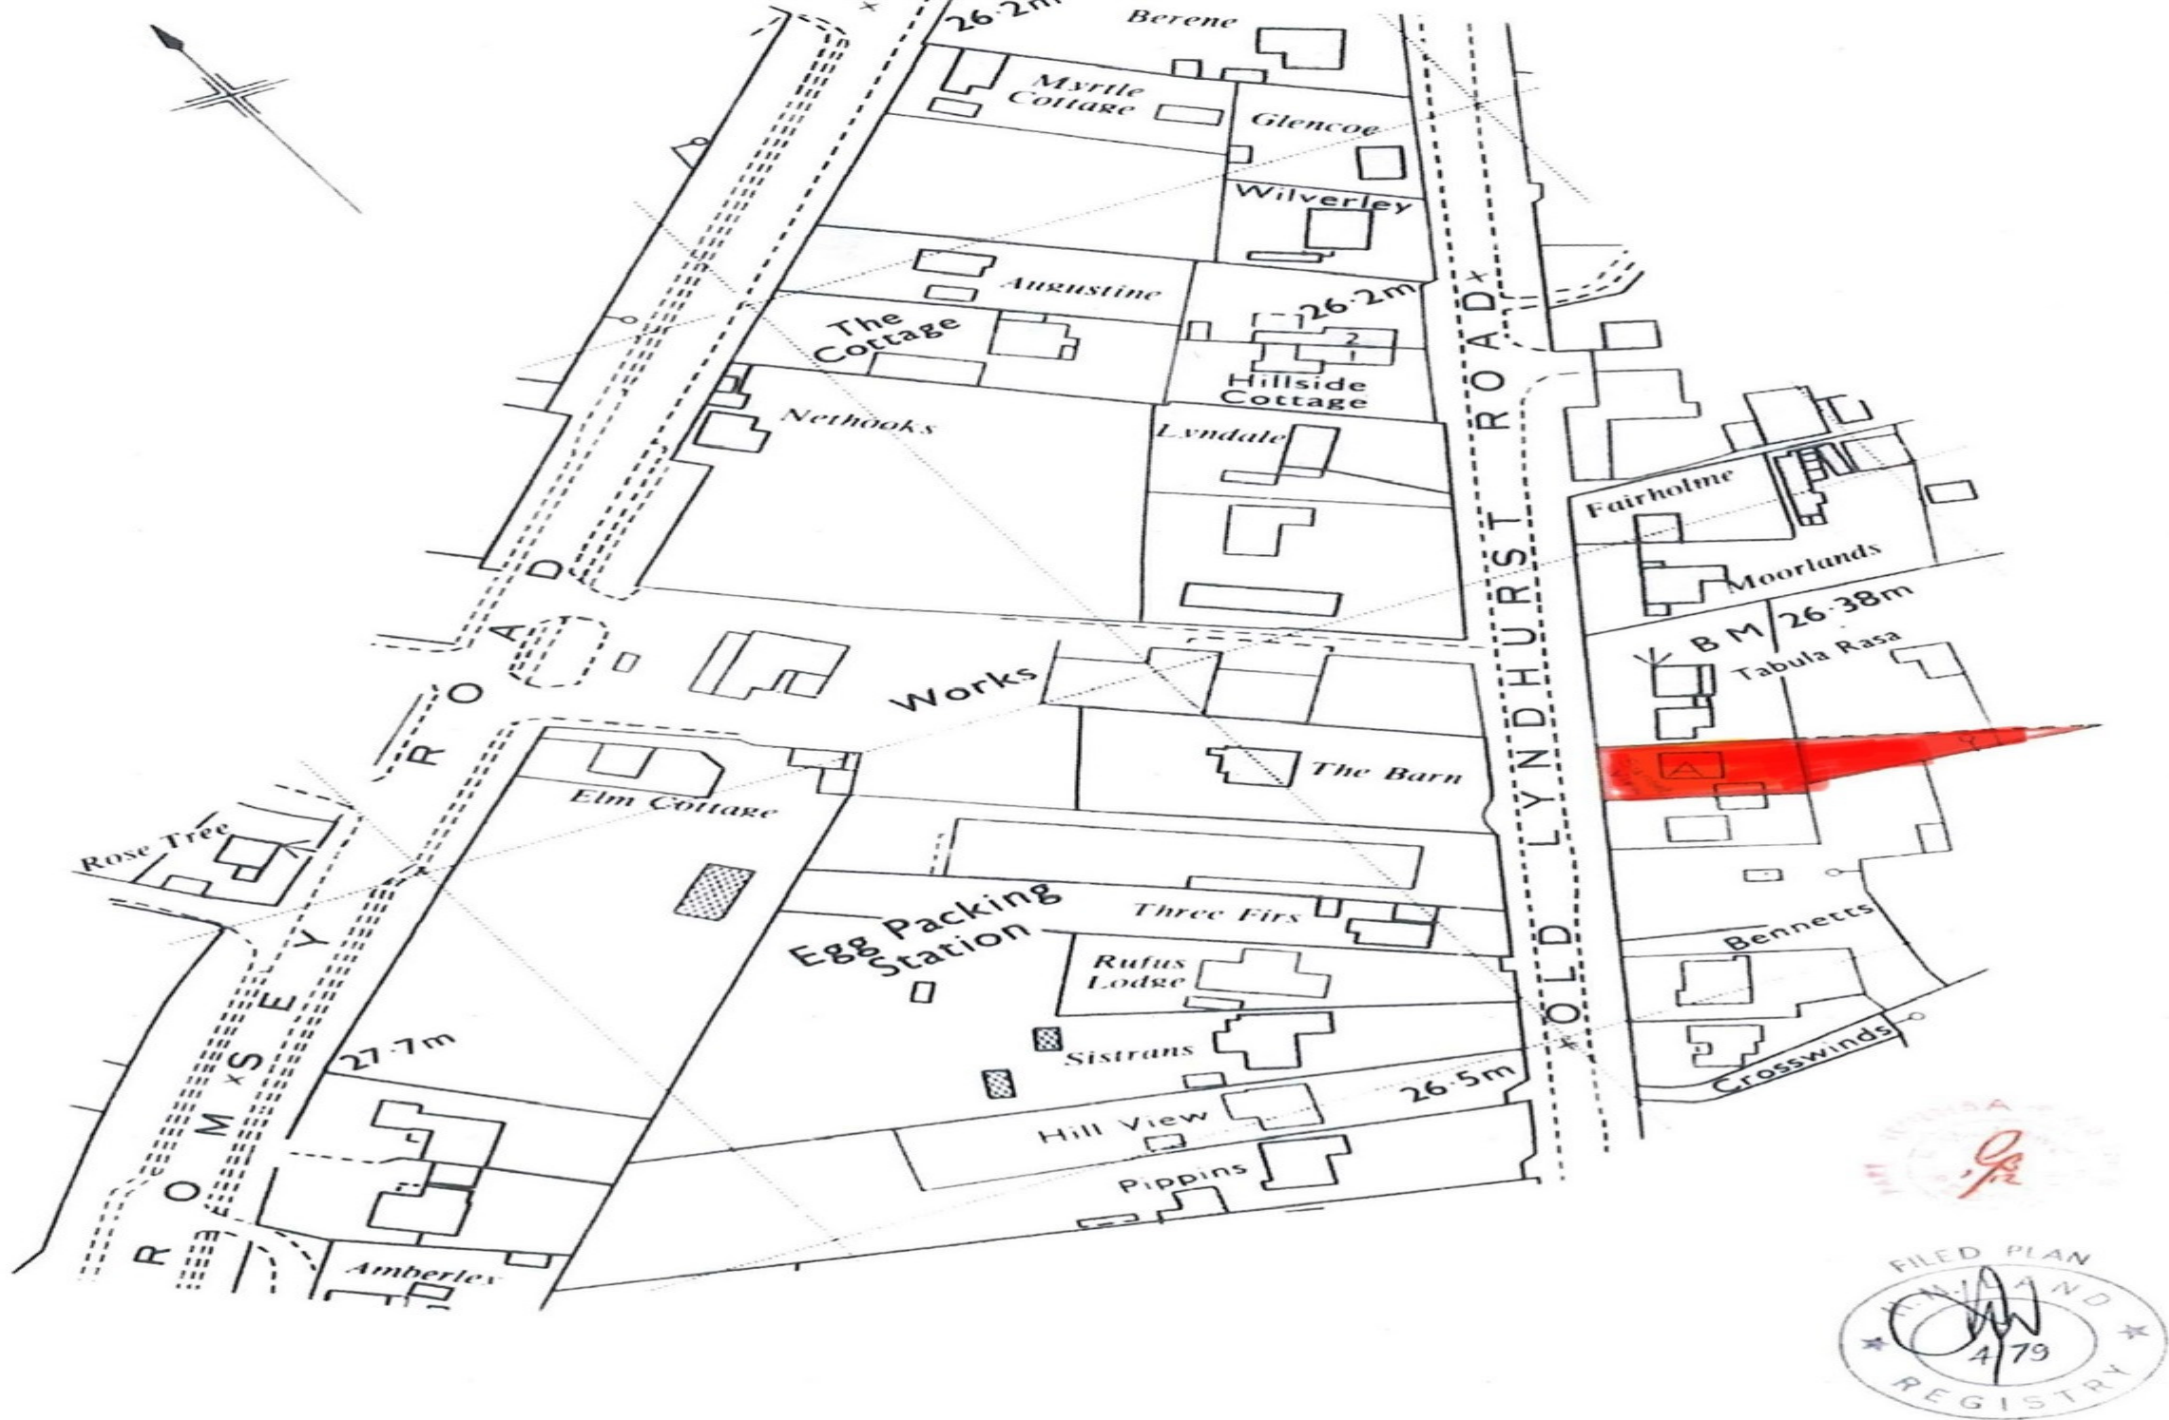 26·2m
Berene
Myrtle
Cottage
Glencoe
Wilverley
Augustine
26·2m
The
Cottage
2
1
Hillside
Cottage
Nethooks
Lyndale
Fairholme
Moorlands
B M 26·38m
Tabula Rasa
Works
The Barn
A
Elm Cottage
Rose Tree
Egg Packing
Station
Three Firs
Rufus
Lodge
Bennetts
Sistrans
Crosswinds
27·7m
26·5m
Hill View
Pippins
Amberley
ROMSEY ROAD
OLD LYNDHURST ROAD
FILED PLAN
H.M. LAND
REGISTRY
4 79